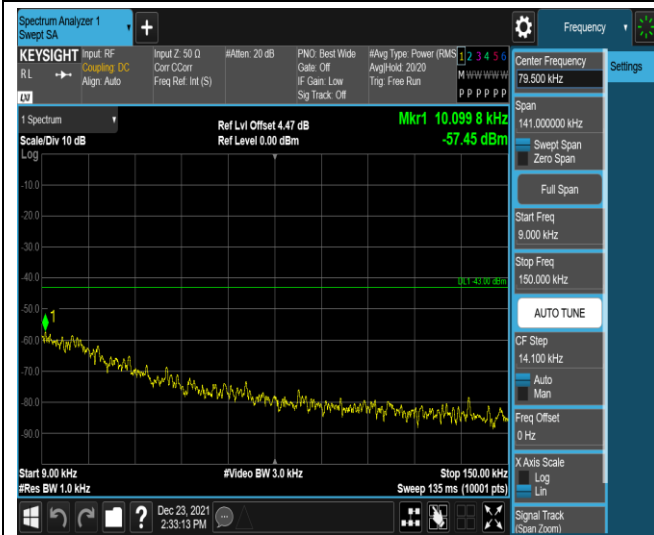 Spectrum Analyzer 1
Swept SA
Frequency
KEYSIGHT
RL
Input: RF
Coupling: DC
Align: Auto
Input Z: 50 Ω
Corr CCorr
Freq Ref: Int (S)
#Atten: 20 dB
PNO: Best Wide
Gate: Off
IF Gain: Low
Sig Track: Off
#Avg Type: Power (RMS
Avg|Hold: 20/20
Trig: Free Run
1 2 3 4 5 6
M W W W W W
P P P P P P
LXI
1 Spectrum
Scale/Div 10 dB
Ref Lvl Offset 4.47 dB
Ref Level 0.00 dBm
Mkr1 10.099 8 kHz
-57.45 dBm
Log
-10.0
-20.0
-30.0
-40.0
-50.0
-60.0
-70.0
-80.0
-90.0
DL1 -43.00 dBm
1
Start 9.00 kHz
#Res BW 1.0 kHz
#Video BW 3.0 kHz
Stop 150.00 kHz
Sweep 135 ms (10001 pts)
Dec 23, 2021
2:33:13 PM
Center Frequency
79.500 kHz
Settings
Span
141.000000 kHz
Swept Span
Zero Span
Full Span
Start Freq
9.000 kHz
Stop Freq
150.000 kHz
AUTO TUNE
CF Step
14.100 kHz
Auto
Man
Freq Offset
0 Hz
X Axis Scale
Log
Lin
Signal Track
(Span Zoom)